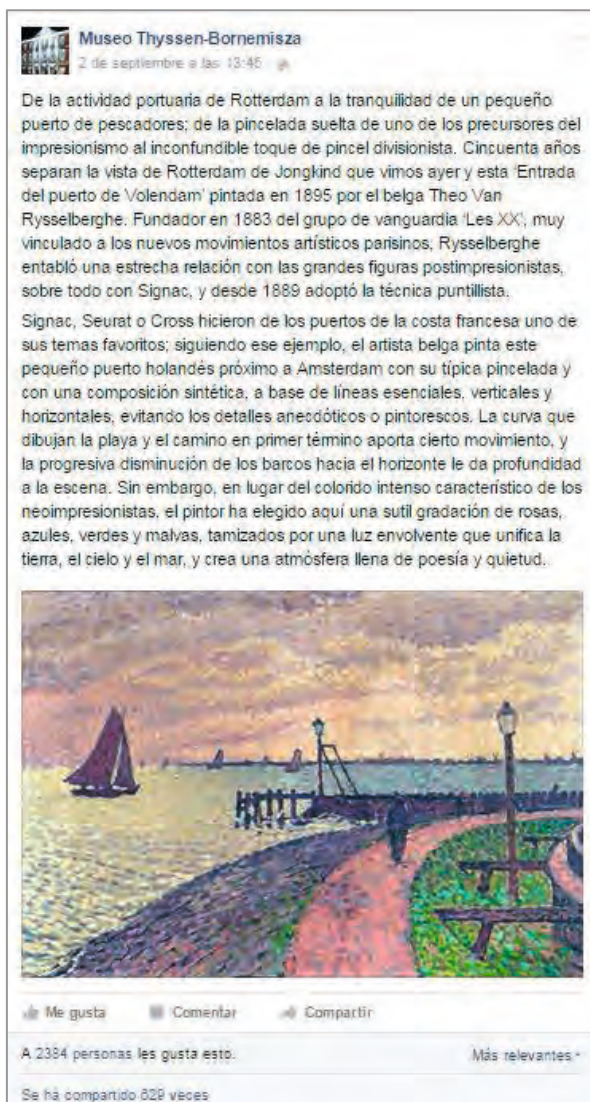 Museo Thyssen-Bornemisza
2 de septiembre a las 13:45
De la actividad portuaria de Rotterdam a la tranquilidad de un pequeño
puerto de pescadores; de la pincelada suelta de uno de los precursores del
impresionismo al inconfundible toque de pincel divisionista. Cincuenta años
separan la vista de Rotterdam de Jongkind que vimos ayer y esta 'Entrada
del puerto de Volendam' pintada en 1895 por el belga Theo Van
Rysselberghe. Fundador en 1883 del grupo de vanguardia 'Les XX', muy
vinculado a los nuevos movimientos artísticos parisinos, Rysselberghe
entabló una estrecha relación con las grandes figuras postimpresionistas,
sobre todo con Signac, y desde 1889 adoptó la técnica puntillista.
Signac, Seurat o Cross hicieron de los puertos de la costa francesa uno de
sus temas favoritos; siguiendo ese ejemplo, el artista belga pinta este
pequeño puerto holandés próximo a Amsterdam con su típica pincelada y
con una composición sintética, a base de líneas esenciales, verticales y
horizontales, evitando los detalles anecdóticos o pintorescos. La curva que
dibujan la playa y el camino en primer término aporta cierto movimiento, y
la progresiva disminución de los barcos hacia el horizonte le da profundidad
a la escena. Sin embargo, en lugar del colorido intenso característico de los
neoimpresionistas, el pintor ha elegido aquí una sutil gradación de rosas,
azules, verdes y malvas, tamizados por una luz envolvente que unifica la
tierra, el cielo y el mar, y crea una atmósfera llena de poesía y quietud.
Me gusta Comentar Compartir
A 2384 personas les gusta esto. Más relevantes
Se ha compartido 629 veces